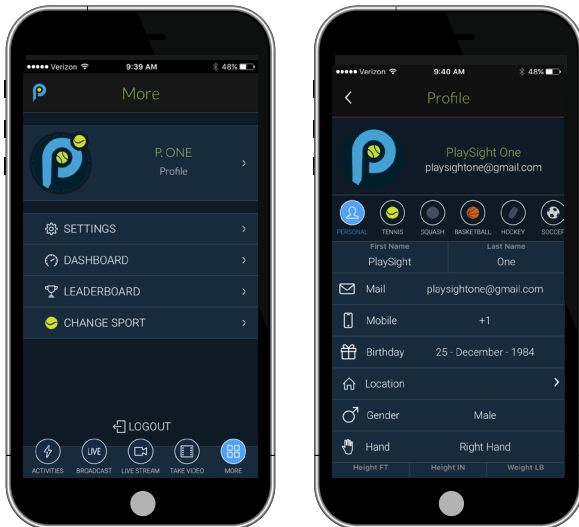 Verizon 9:39 AM 48%
More
P. ONE
Profile
SETTINGS
DASHBOARD
LEADERBOARD
CHANGE SPORT
LOGOUT
LIVE
ACTIVITIES BROADCAST LIVE STREAM TAKE VIDEO MORE
Verizon 9:40 AM 48%
Profile
PlaySight One
playsightone@gmail.com
PERSONAL TENNIS SQUASH BASKETBALL HOCKEY SOCCER
First Name Last Name
PlaySight One
Mail playsightone@gmail.com
Mobile +1
Birthday 25 - December - 1984
Location
Gender Male
Hand Right Hand
Height FT Height IN Weight LB